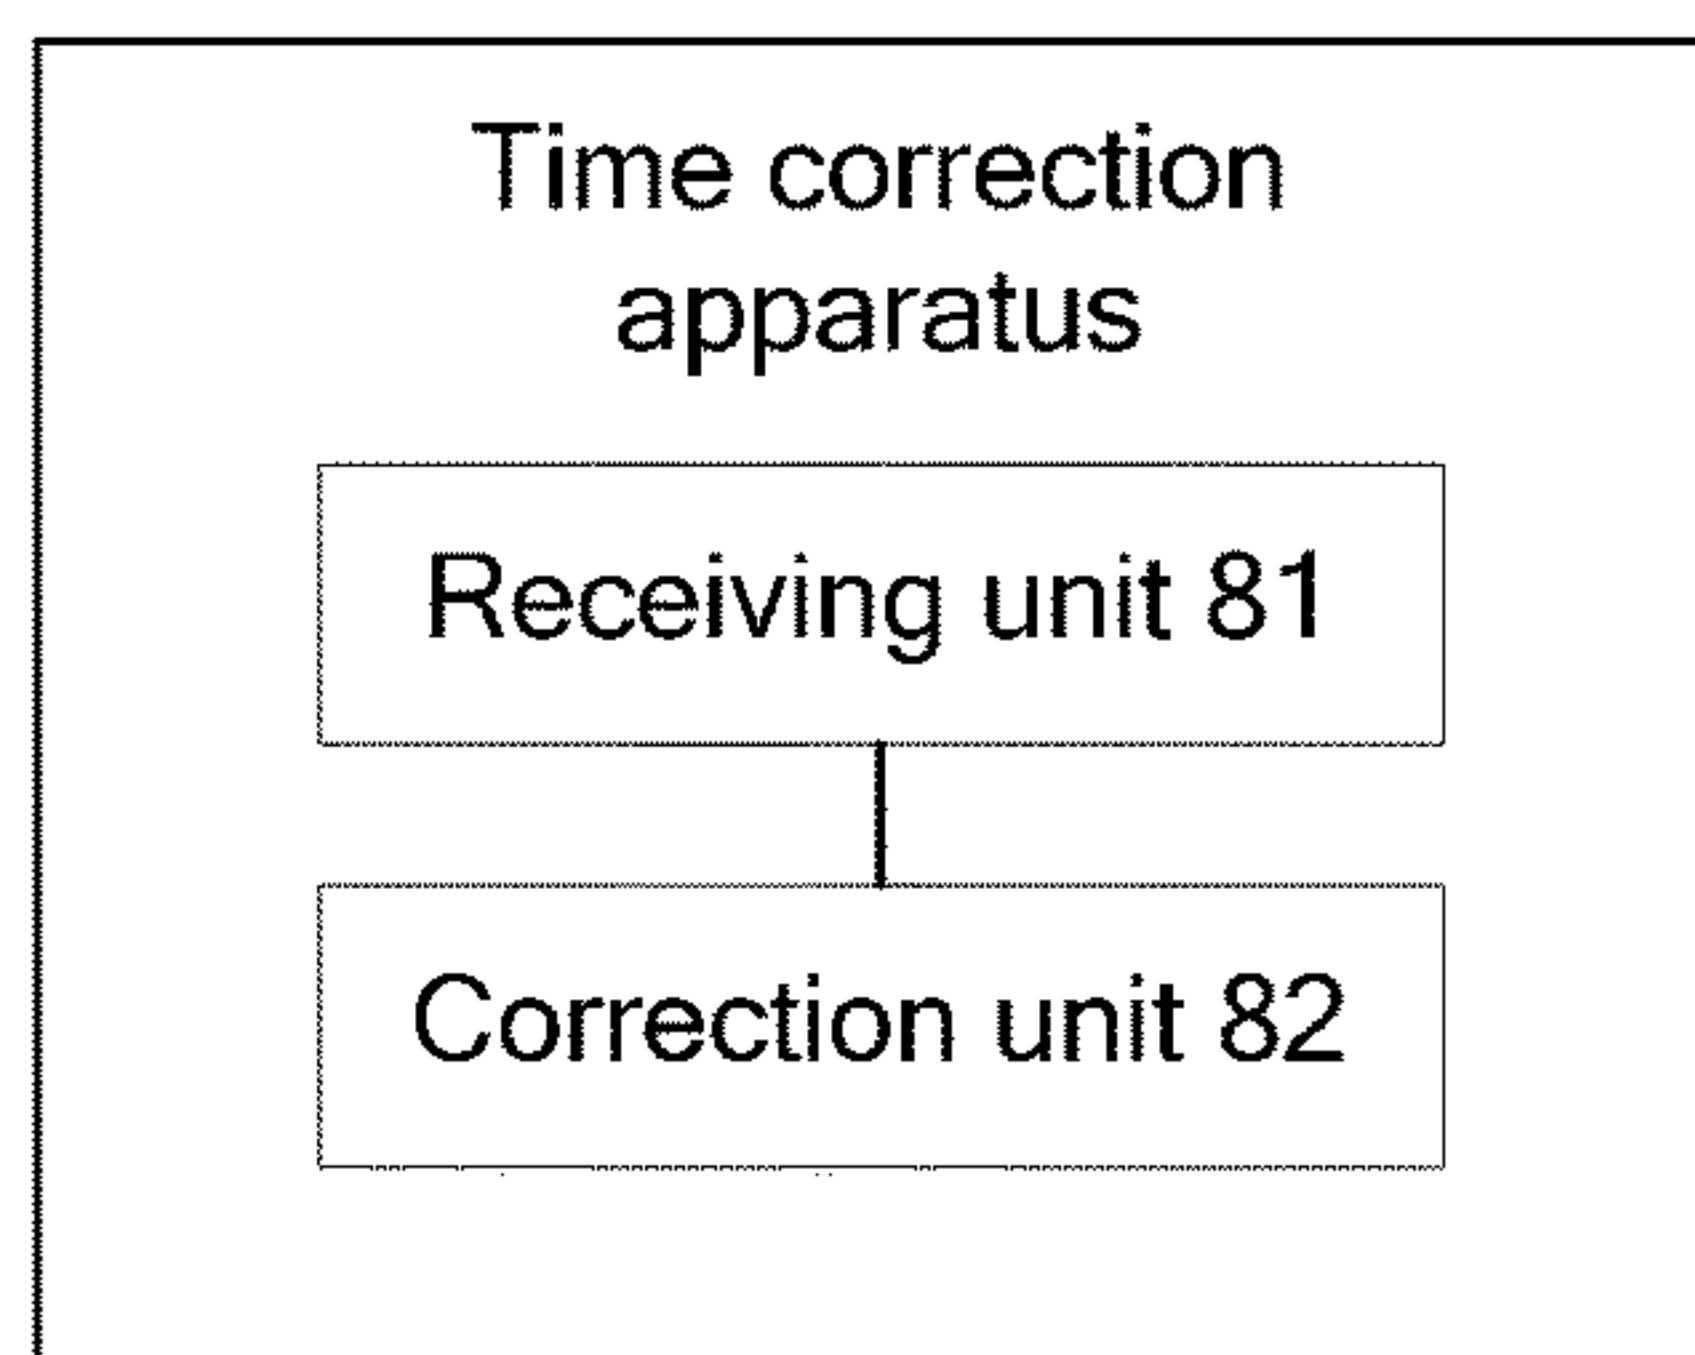 Time correction
apparatus
Receiving unit 81
Correction unit 82